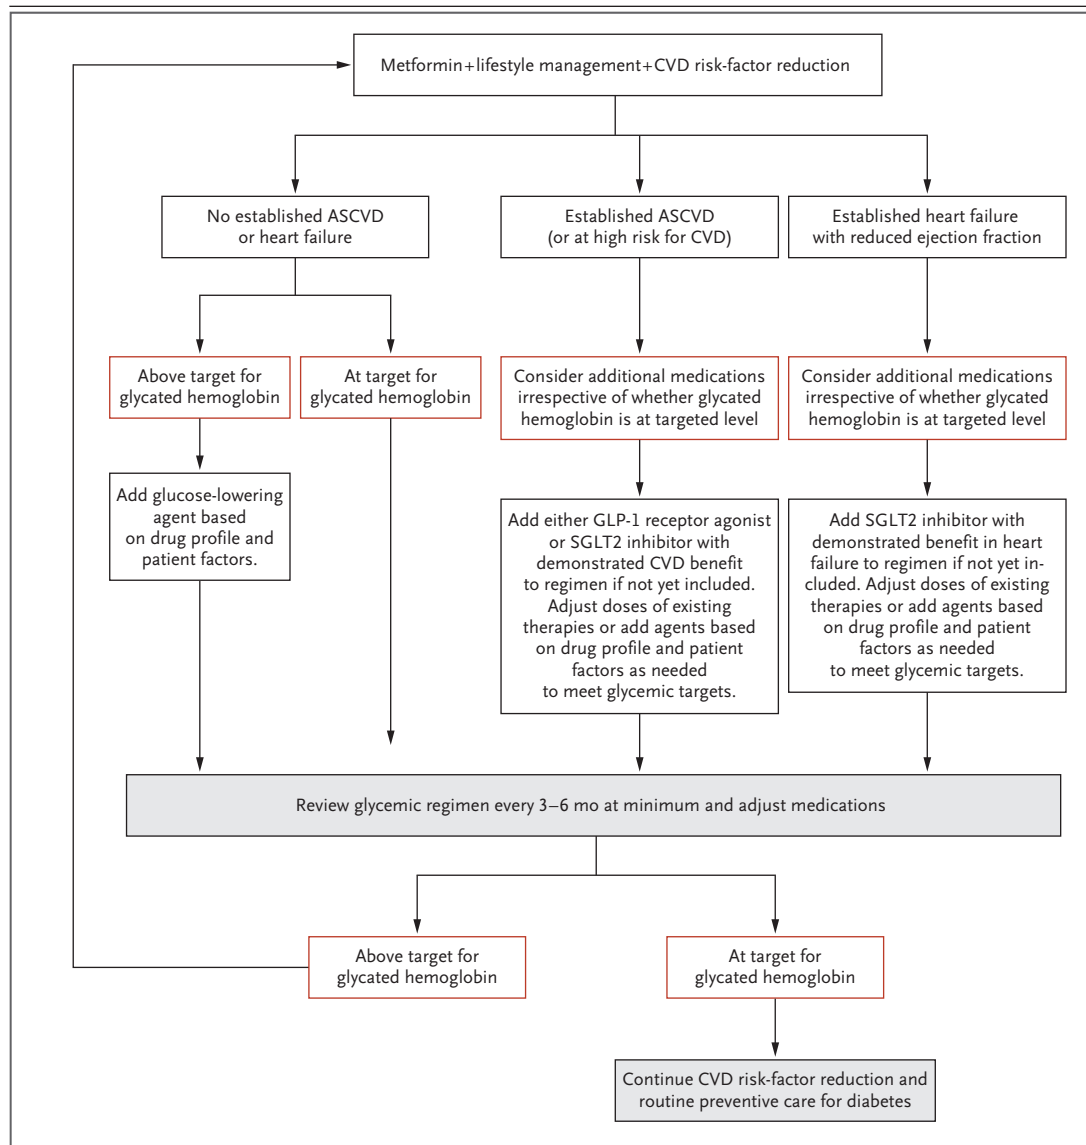 Metformin+lifestyle management+CVD risk-factor reduction
No established ASCVD
or heart failure
Established ASCVD
(or at high risk for CVD)
Established heart failure
with reduced ejection fraction
Above target for
glycated hemoglobin
At target for
glycated hemoglobin
Consider additional medications
irrespective of whether glycated
hemoglobin is at targeted level
Consider additional medications
irrespective of whether glycated
hemoglobin is at targeted level
Add glucose-lowering
agent based
on drug profile and
patient factors.
Add either GLP-1 receptor agonist
or SGLT2 inhibitor with
demonstrated CVD benefit
to regimen if not yet included.
Adjust doses of existing
therapies or add agents based
on drug profile and patient
factors as needed
to meet glycemic targets.
Add SGLT2 inhibitor with
demonstrated benefit in heart
failure to regimen if not yet in-
cluded. Adjust doses of existing
therapies or add agents based
on drug profile and patient
factors as needed
to meet glycemic targets.
Review glycemic regimen every 3–6 mo at minimum and adjust medications
Above target for
glycated hemoglobin
At target for
glycated hemoglobin
Continue CVD risk-factor reduction and
routine preventive care for diabetes